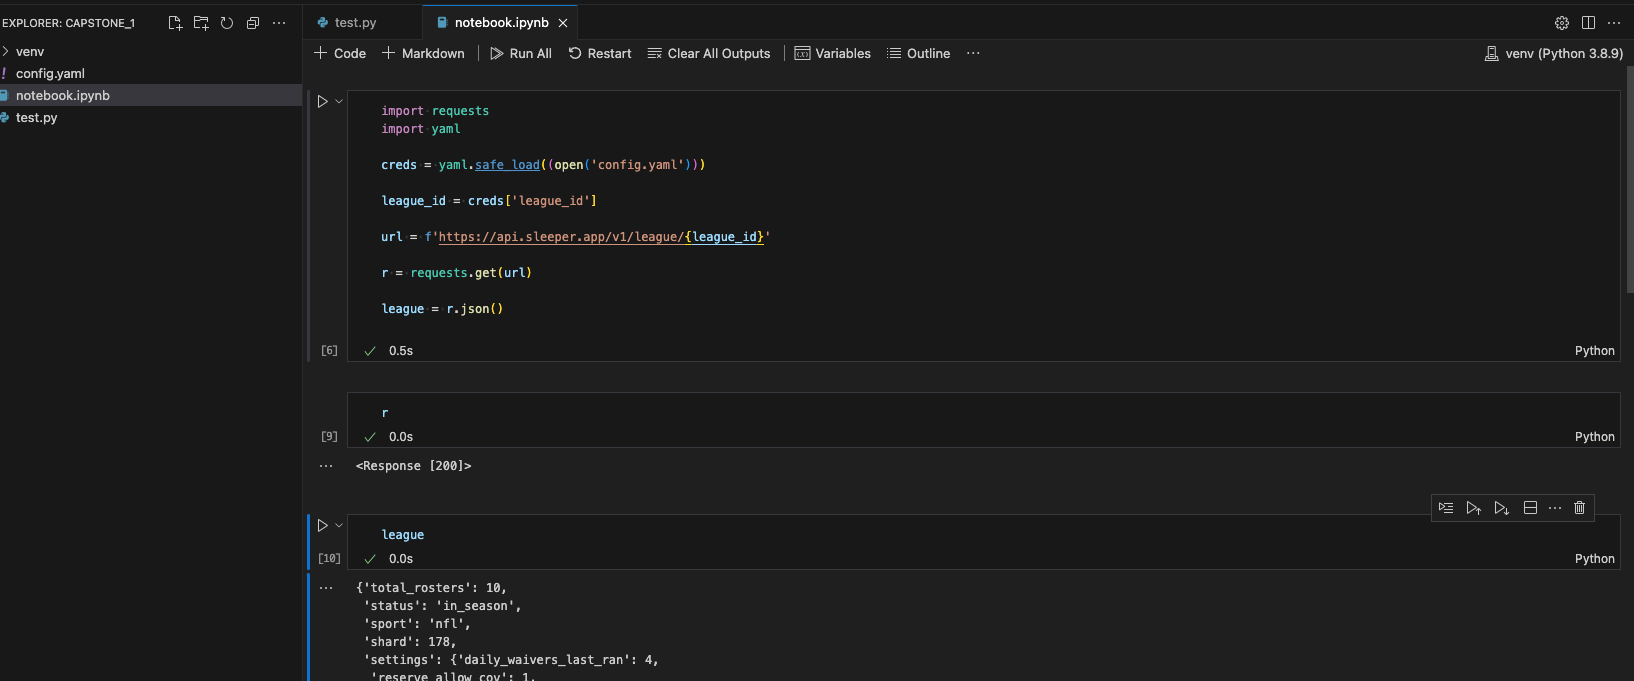 EXPLORER: CAPSTONE_1
venv
! config.yaml
notebook.ipynb
test.py
test.py
notebook.ipynb
+ Code + Markdown | Run All Restart Clear All Outputs | Variables Outline ···
venv (Python 3.8.9)
import requests
import yaml
creds = yaml.safe_load((open('config.yaml')))
league_id = creds['league_id']
url = f'https://api.sleeper.app/v1/league/{league_id}'
r = requests.get(url)
league = r.json()
[6] ✓ 0.5s Python
r
[9] ✓ 0.0s Python
··· <Response [200]>
league
[10] ✓ 0.0s Python
··· {'total_rosters': 10,
'status': 'in_season',
'sport': 'nfl',
'shard': 178,
'settings': {'daily_waivers_last_ran': 4,
'reserve_allow_cov': 1,